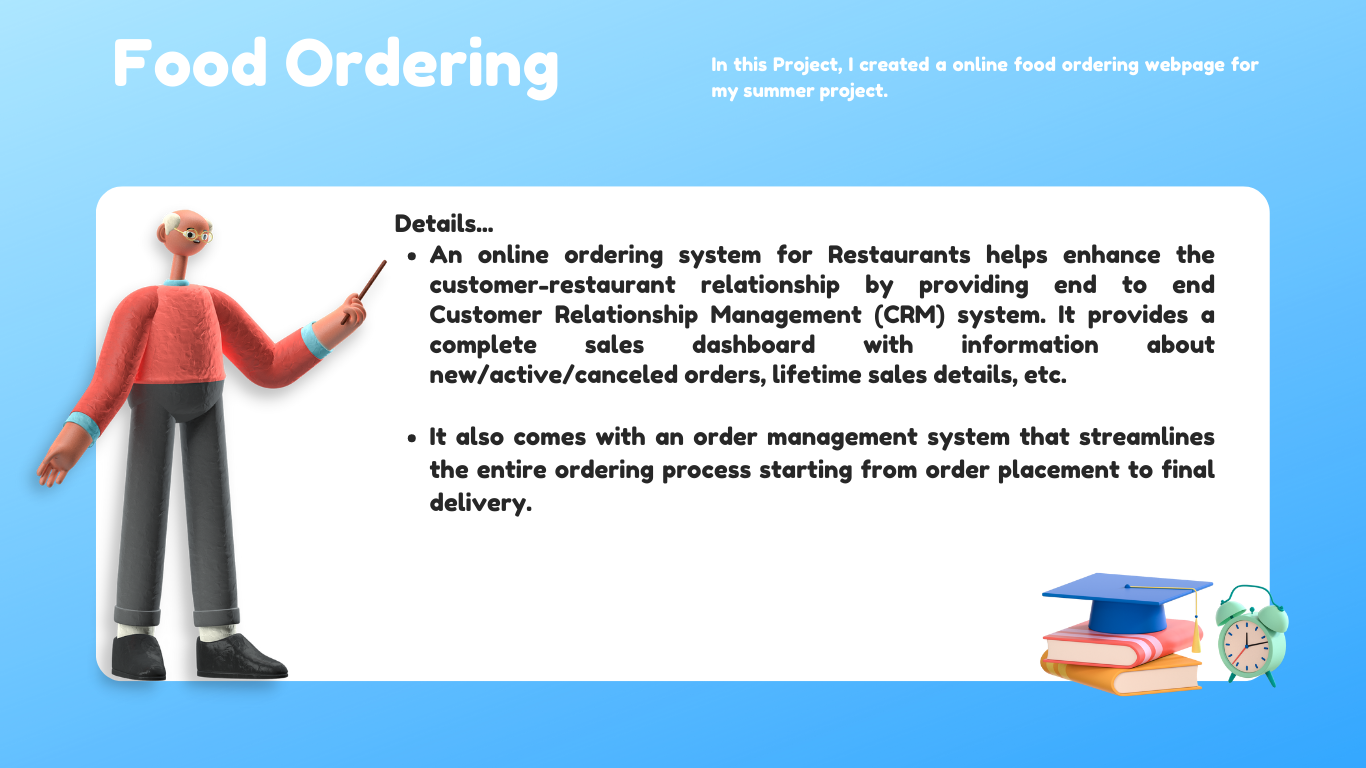 Food Ordering
In this Project, I created a online food ordering webpage for
my summer project.
Details...
• An online ordering system for Restaurants helps enhance the
customer-restaurant relationship by providing end to end
Customer Relationship Management (CRM) system. It provides a
complete sales dashboard with information about
new/active/canceled orders, lifetime sales details, etc.
• It also comes with an order management system that streamlines
the entire ordering process starting from order placement to final
delivery.